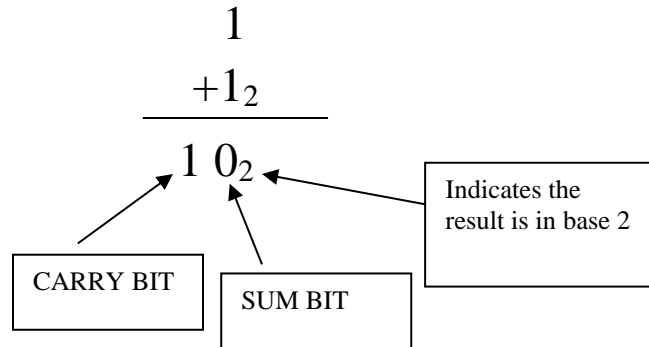 1
+1₂
1 0₂
Indicates the
result is in base 2
CARRY BIT
SUM BIT